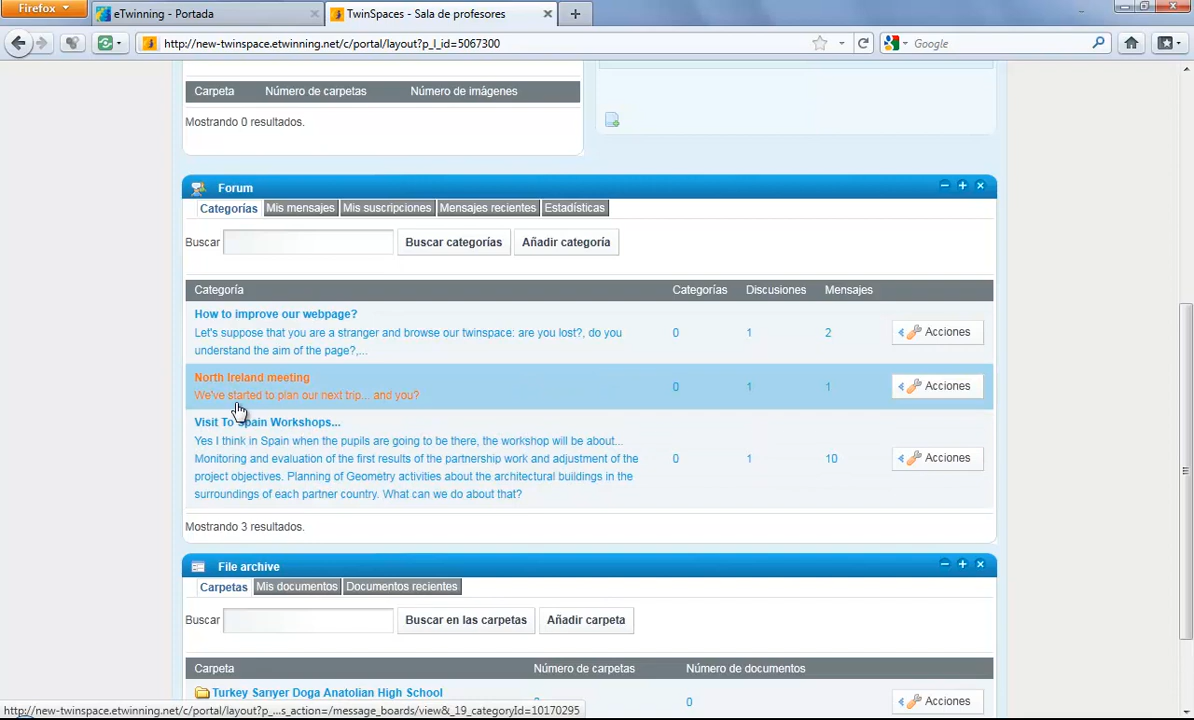 Firefox
eTwinning - Portada
TwinSpaces - Sala de profesores
http://new-twinspace.etwinning.net/c/portal/layout?p_l_id=5067300
Google
Carpeta Número de carpetas Número de imágenes
Mostrando 0 resultados.
Forum
Categorías Mis mensajes Mis suscripciones Mensajes recientes Estadísticas
Buscar Buscar categorías Añadir categoría
Categoría Categorías Discusiones Mensajes
How to improve our webpage?
Let's suppose that you are a stranger and browse our twinspace: are you lost?, do you 0 1 2 Acciones
understand the aim of the page?,...
North Ireland meeting
We've started to plan our next trip... and you? 0 1 1 Acciones
Visit To Spain Workshops...
Yes I think in Spain when the pupils are going to be there, the workshop will be about...
Monitoring and evaluation of the first results of the partnership work and adjustment of the 0 1 10 Acciones
project objectives. Planning of Geometry activities about the architectural buildings in the
surroundings of each partner country. What can we do about that?
Mostrando 3 resultados.
File archive
Carpetas Mis documentos Documentos recientes
Buscar Buscar en las carpetas Añadir carpeta
Carpeta Número de carpetas Número de documentos
Turkey Sarıyer Doga Anatolian High School
0 Acciones
http://new-twinspace.etwinning.net/c/portal/layout?p_...s_action=/message_boards/view&_19_categoryId=10170295